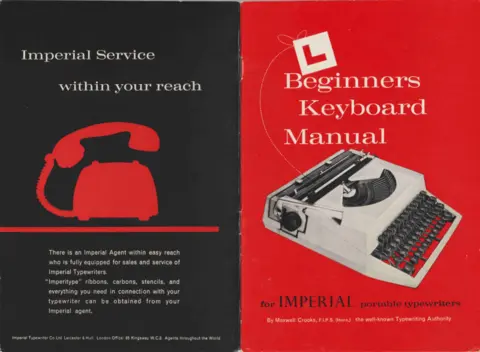 Imperial Service
within your reach
There is an Imperial Agent within easy reach
who is fully equipped for sales and service of
Imperial Typewriters.
"Imperitype" ribbons, carbons, stencils, and
everything you need in connection with your
typewriter can be obtained from your
Imperial agent.
Imperial Typewriter Co.Ltd. Leicester & Hull. London Office: 85 Kingsway, W.C.2. Agents throughout the World
L
Beginners
Keyboard
Manual
for IMPERIAL portable typewriters
By Maxwell Crooks, F.I.P.S. (Hons.) the well-known Typewriting Authority